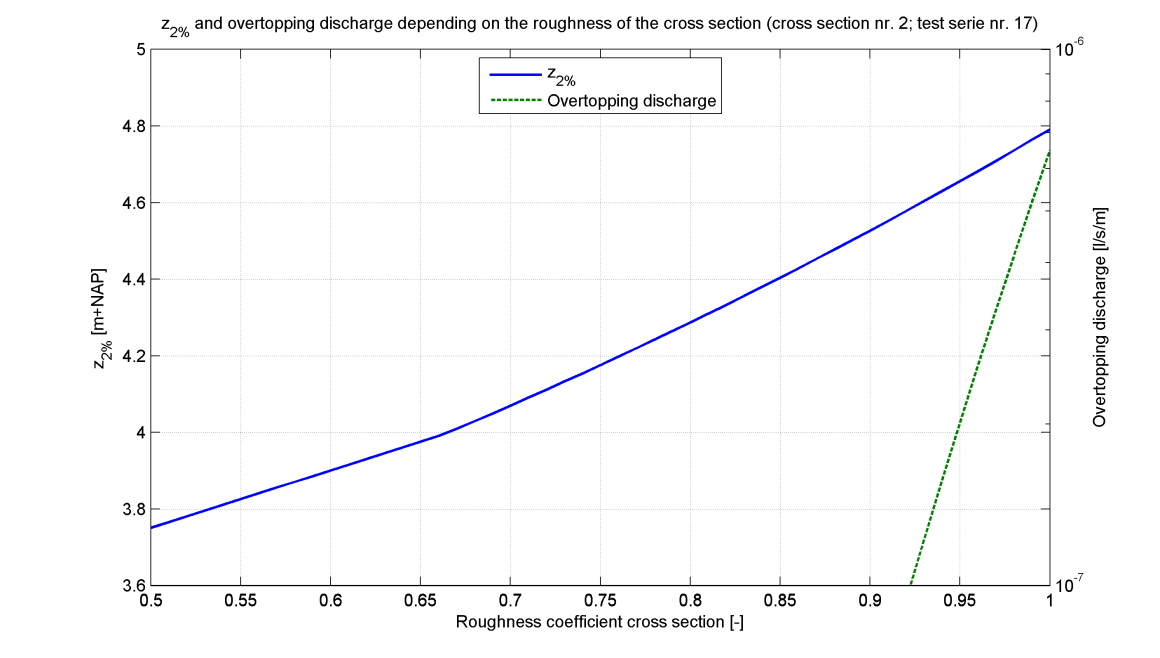 z2% and overtopping discharge depending on the roughness of the cross section (cross section nr. 2; test serie nr. 17)
z2%
Overtopping discharge
5
4.8
4.6
4.4
4.2
4
3.8
3.6
z2% [m+NAP]
10-6
10-7
Overtopping discharge [l/s/m]
0.5 0.55 0.6 0.65 0.7 0.75 0.8 0.85 0.9 0.95 1
Roughness coefficient cross section [-]